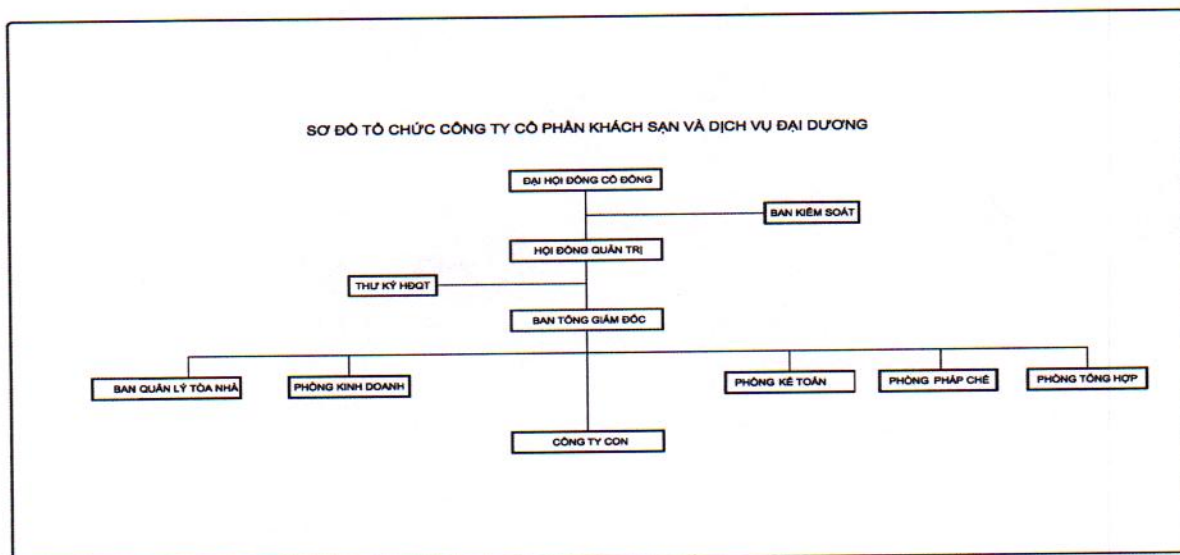 SƠ ĐỒ TỔ CHỨC CÔNG TY CỔ PHẦN KHÁCH SẠN VÀ DỊCH VỤ ĐẠI DƯƠNG
ĐẠI HỘI ĐỒNG CỔ ĐÔNG
BAN KIỂM SOÁT
HỘI ĐỒNG QUẢN TRỊ
THƯ KÝ HĐQT
BAN TỔNG GIÁM ĐỐC
BAN QUẢN LÝ TÒA NHÀ
PHÒNG KINH DOANH
PHÒNG KẾ TOÁN
PHÒNG PHÁP CHẾ
PHÒNG TỔNG HỢP
CÔNG TY CON